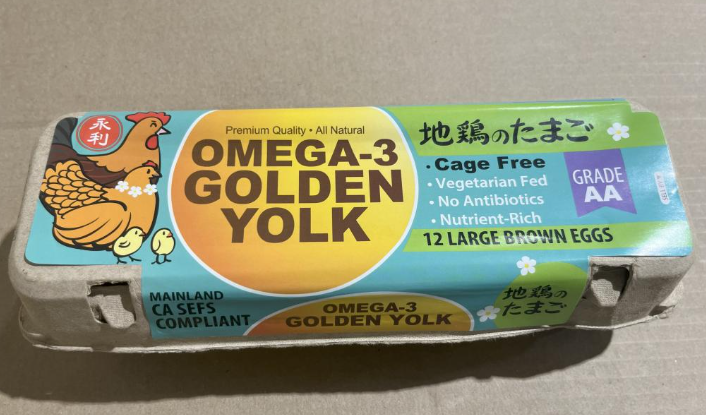 永
利
Premium Quality • All Natural
OMEGA-3
GOLDEN
YOLK
地鶏のたまご
• Cage Free
• Vegetarian Fed
• No Antibiotics
• Nutrient-Rich
GRADE
AA
12 LARGE BROWN EGGS
MAINLAND
CA SEFS
COMPLIANT
OMEGA-3
GOLDEN YOLK
地鶏の
たまご